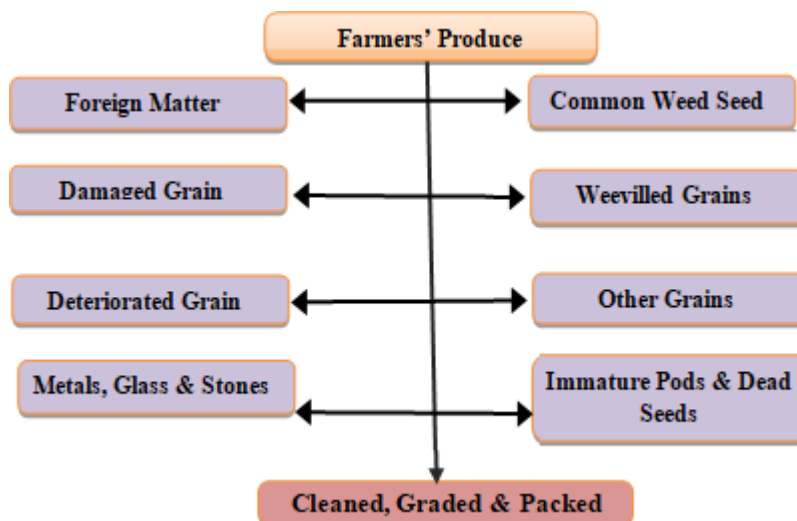 Farmers' Produce
Foreign Matter
Common Weed Seed
Damaged Grain
Weevilled Grains
Deteriorated Grain
Other Grains
Metals, Glass & Stones
Immature Pods & Dead
Seeds
Cleaned, Graded & Packed